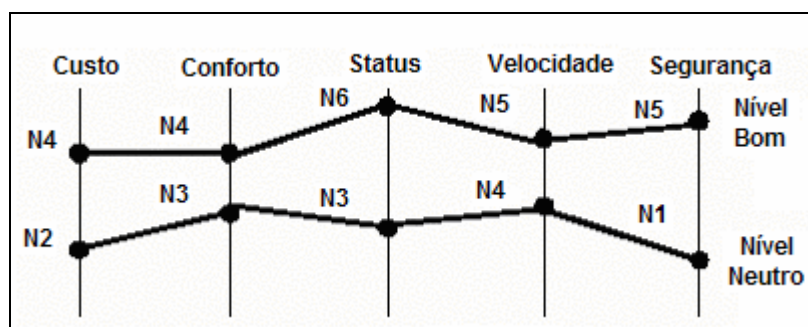 Custo Conforto Status Velocidade Segurança
N4 N4 N6 N5 N5 Nível Bom
N2 N3 N3 N4 N1 Nível Neutro